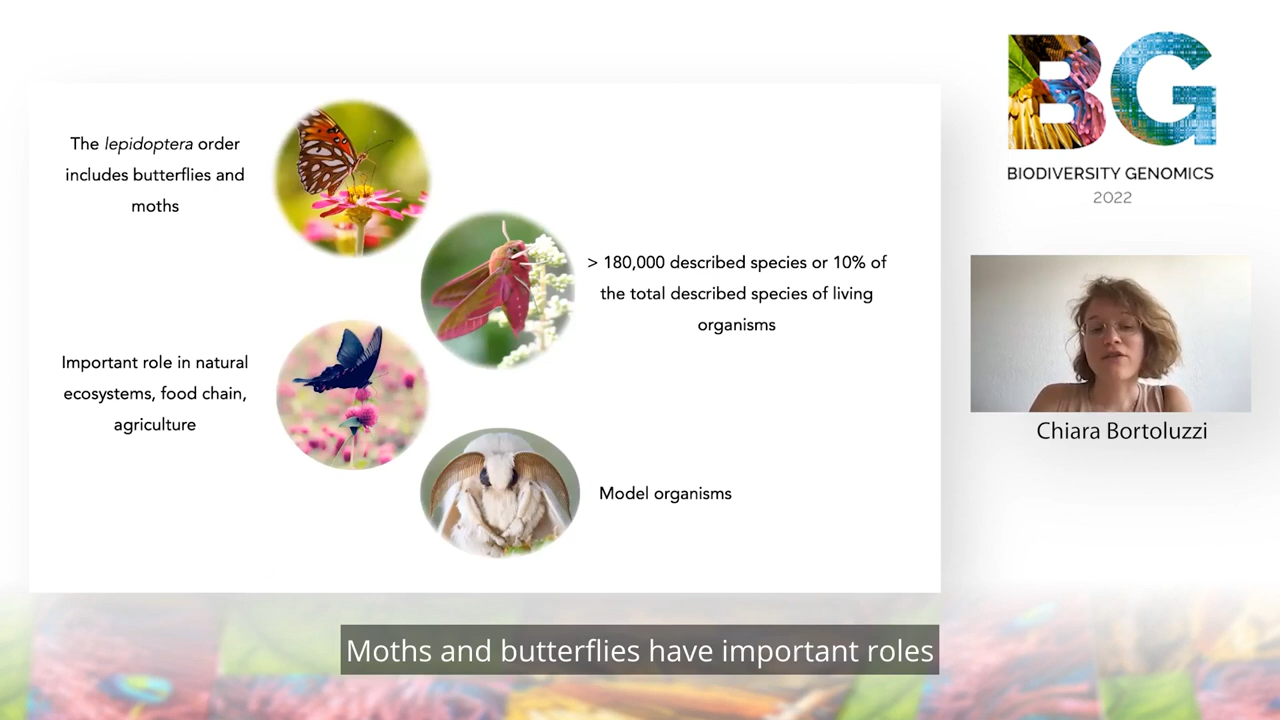 The lepidoptera order
includes butterflies and
moths
> 180,000 described species or 10% of
the total described species of living
organisms
Important role in natural
ecosystems, food chain,
agriculture
Model organisms
BG
BIODIVERSITY GENOMICS
2022
Chiara Bortoluzzi
Moths and butterflies have important roles